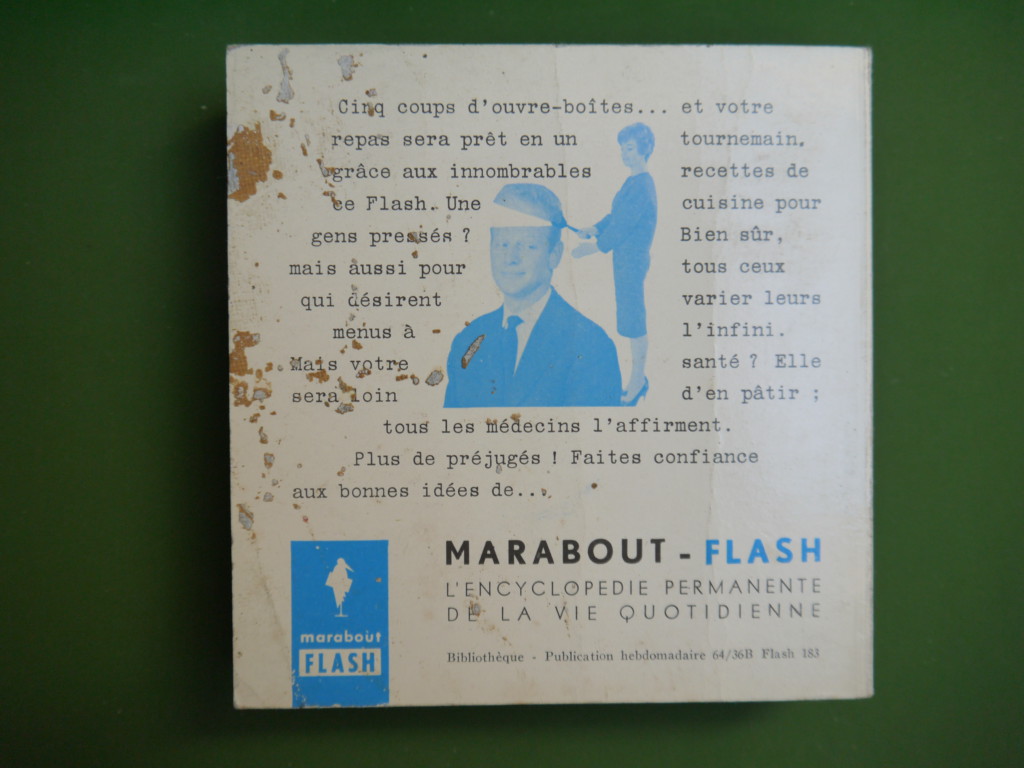 Cinq coups d'ouvre-boîtes... et votre
repas sera prêt en un tournemain,
grâce aux innombrables recettes de
ce Flash. Une cuisine pour
gens pressés ? Bien sûr,
mais aussi pour tous ceux
qui désirent varier leurs
menus à l'infini.
Mais votre santé ? Elle
sera loin d'en pâtir ;
tous les médecins l'affirment.
Plus de préjugés ! Faites confiance
aux bonnes idées de...
MARABOUT - FLASH
L'ENCYCLOPEDIE PERMANENTE
DE LA VIE QUOTIDIENNE
Bibliothèque - Publication hebdomadaire 64/36B Flash 183
marabout
FLASH